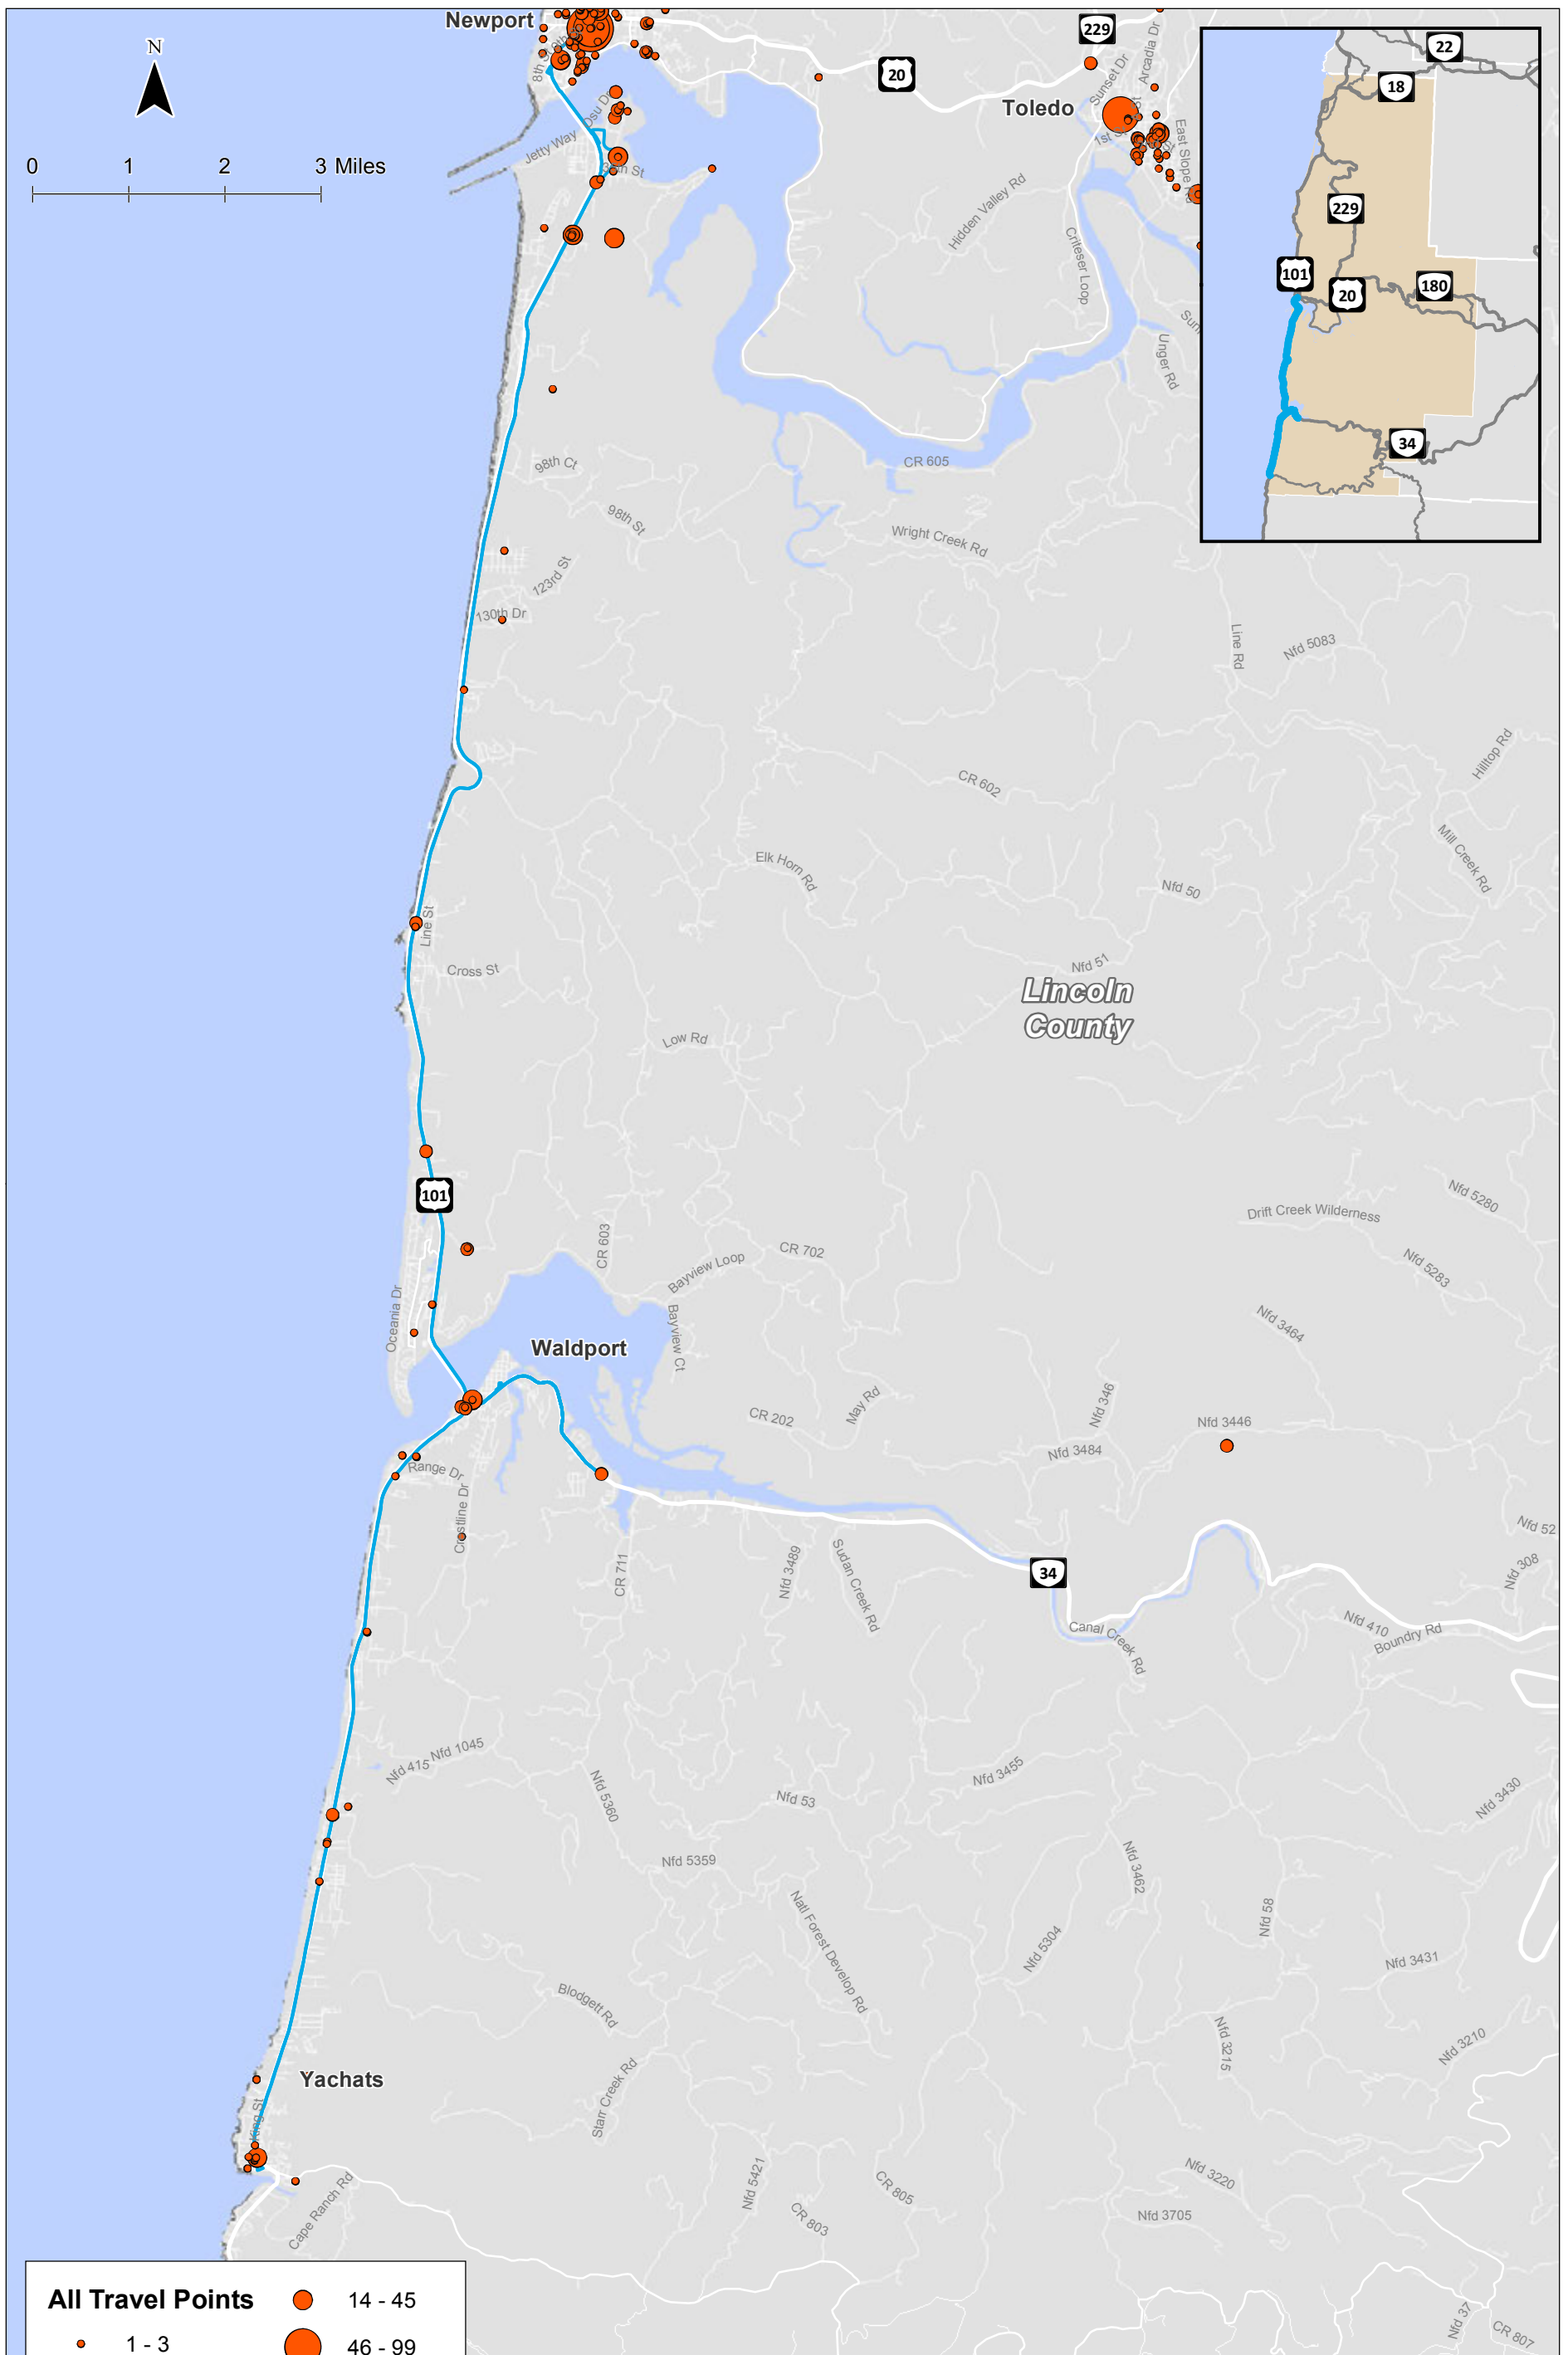 Newport
N
229
22
20
18
8th
Arcadia Dr
Sunset Dr
Toledo
Osu Dr
East Slope
Jetty Way
1st
0 1 2 3 Miles
Hidden Valley Rd
229
Criteser Loop
101
20
180
Unger Rd
34
98th Ct
CR 605
98th St
Wright Creek Rd
123rd St
130th Dr
Line Rd
Nfd 5083
Hilltop Rd
CR 602
Mill Creek Rd
Elk Horn Rd
Nfd 50
Line St
Cross St
Nfd 51
Lincoln
County
Low Rd
101
Nfd 5280
Drift Creek Wilderness
CR 603
CR 702
Bayview Loop
Nfd 5283
Oceania Dr
Bayview Ct
Nfd 3464
Waldport
May Rd
Nfd 346
CR 202
Nfd 3446
Nfd 3484
Range Dr
Crestline Dr
Nfd 52
CR 711
Nfd 3489
Sudan Creek Rd
34
Nfd 308
Canal Creek Rd
Nfd 410
Boundry Rd
Nfd 415
Nfd 1045
Nfd 5360
Nfd 53
Nfd 3455
Nfd 3430
Nfd 5359
Nfd 3462
Natl Forest Develop Rd
Nfd 58
Nfd 5304
Nfd 3431
Blodgett Rd
Nfd 3215
Nfd 3210
Starr Creek Rd
Yachats
Nfd 5421
CR 805
Nfd 3220
Cape Ranch Rd
CR 803
Nfd 3705
Nfd 37
CR 807
All Travel Points
14 - 45
1 - 3
46 - 99